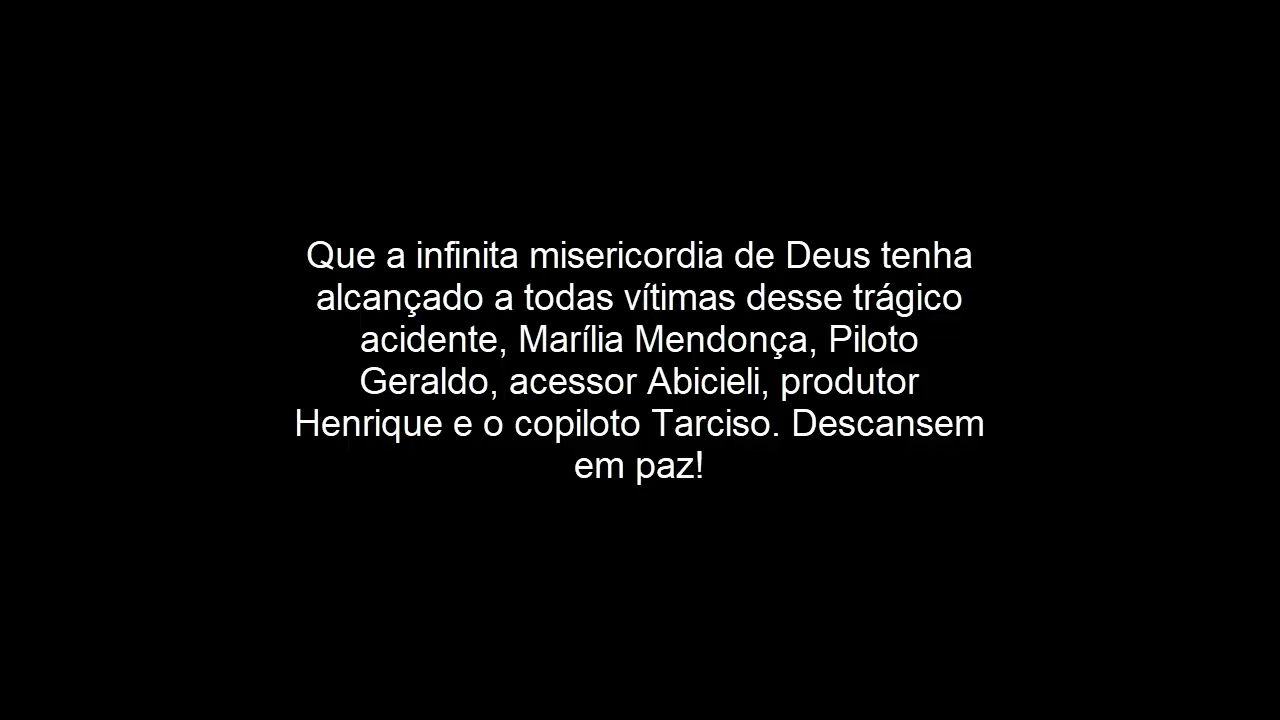 Que a infinita misericordia de Deus tenha
alcançado a todas vítimas desse trágico
acidente, Marília Mendonça, Piloto
Geraldo, acessor Abicieli, produtor
Henrique e o copiloto Tarciso. Descansem
em paz!